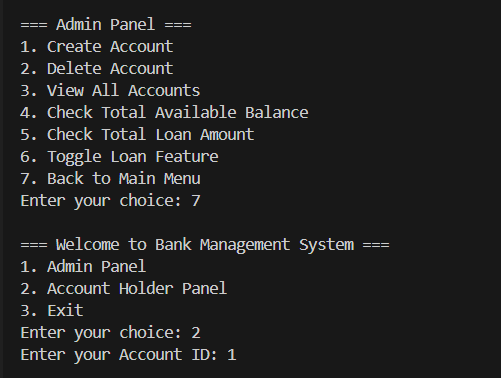 === Admin Panel ===
1. Create Account
2. Delete Account
3. View All Accounts
4. Check Total Available Balance
5. Check Total Loan Amount
6. Toggle Loan Feature
7. Back to Main Menu
Enter your choice: 7
=== Welcome to Bank Management System ===
1. Admin Panel
2. Account Holder Panel
3. Exit
Enter your choice: 2
Enter your Account ID: 1